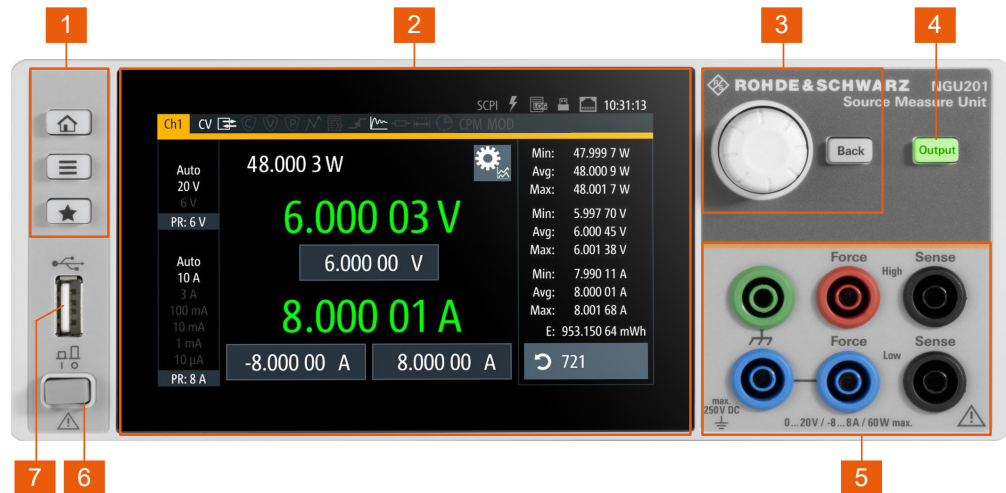 1
2
3
4
SCPI
LOG
10:31:13
Ch1 CV C V P CPM MOD
Auto
20 V
6 V
PR: 6 V
Auto
10 A
3 A
100 mA
10 mA
1 mA
10 µA
PR: 8 A
48.000 3 W
6.000 03 V
6.000 00 V
8.000 01 A
-8.000 00 A
8.000 00 A
Min: 47.999 7 W
Avg: 48.000 9 W
Max: 48.001 7 W
Min: 5.997 70 V
Avg: 6.000 45 V
Max: 6.001 38 V
Min: 7.990 11 A
Avg: 8.000 01 A
Max: 8.001 68 A
E: 953.150 64 mWh
721
ROHDE&SCHWARZ NGU201
Source Measure Unit
Back
Output
Force Sense
High
Force Sense
Low
max.
250 V DC
0...20V / -8...8A / 60W max.
7
6
5